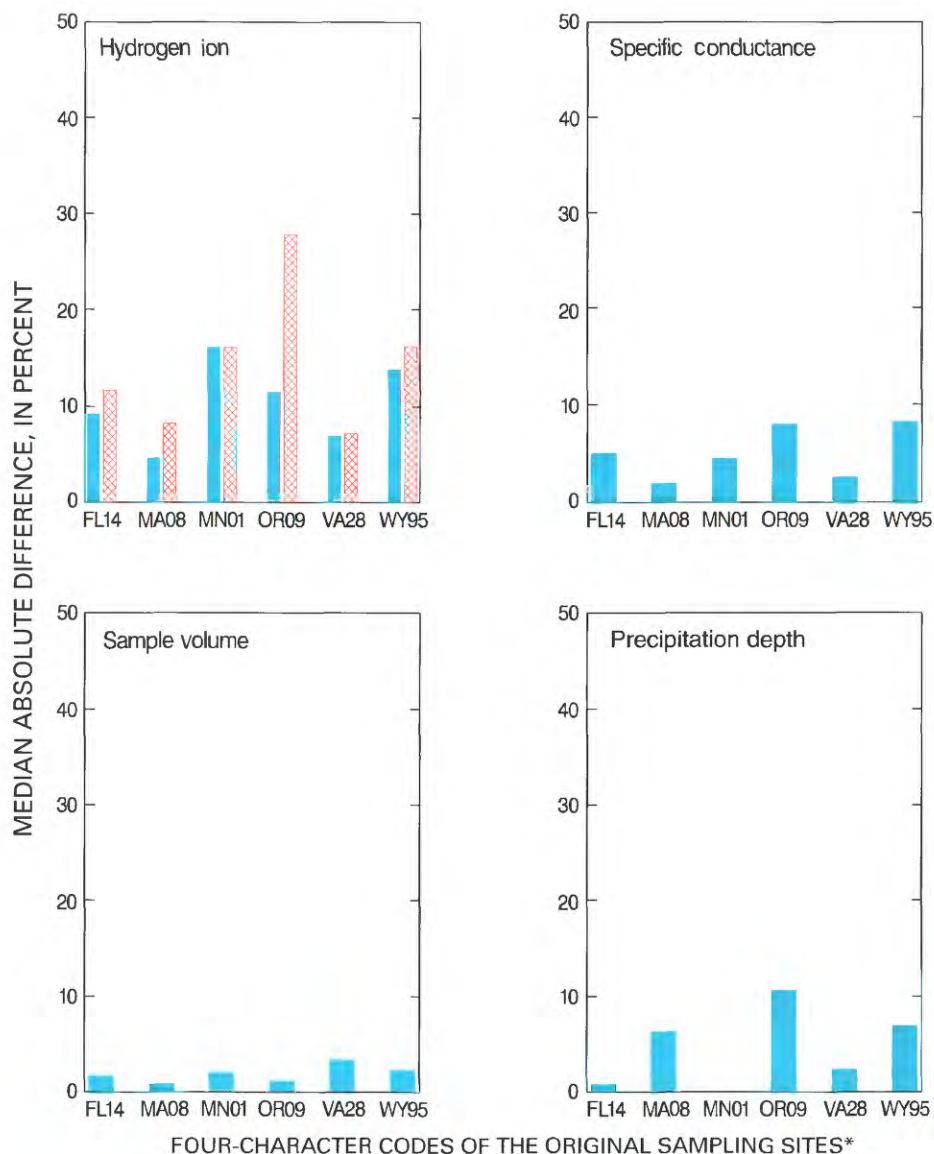 50
Hydrogen ion
40
30
20
10
0
FL14 MA08 MN01 OR09 VA28 WY95
50
Specific conductance
40
30
20
10
0
FL14 MA08 MN01 OR09 VA28 WY95
MEDIAN ABSOLUTE DIFFERENCE, IN PERCENT
50
Sample volume
40
30
20
10
0
FL14 MA08 MN01 OR09 VA28 WY95
50
Precipitation depth
40
30
20
10
0
FL14 MA08 MN01 OR09 VA28 WY95
FOUR-CHARACTER CODES OF THE ORIGINAL SAMPLING SITES*